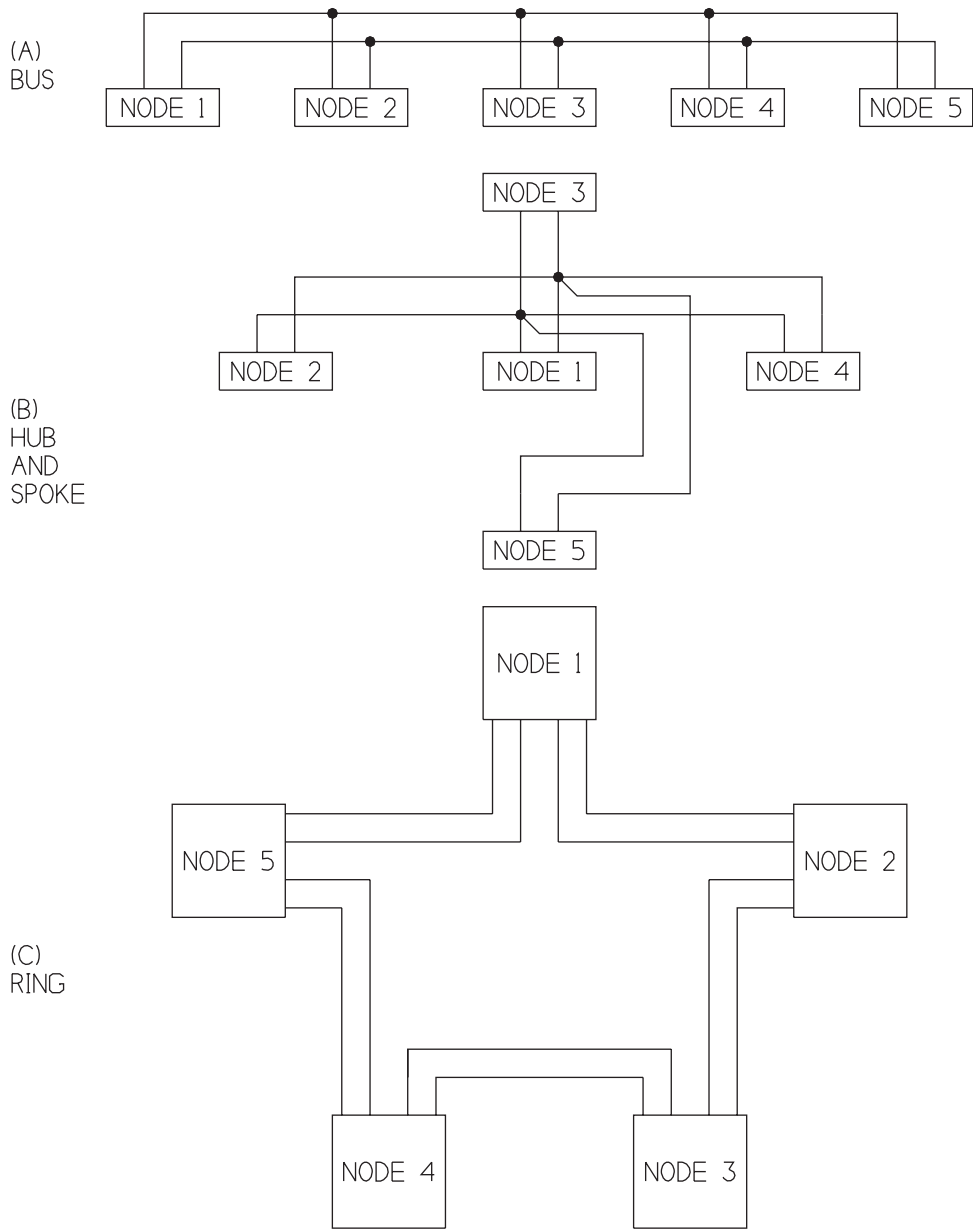 (A)
BUS
NODE 1
NODE 2
NODE 3
NODE 4
NODE 5
NODE 3
NODE 2
NODE 1
NODE 4
(B)
HUB
AND
SPOKE
NODE 5
NODE 1
NODE 5
NODE 2
(C)
RING
NODE 4
NODE 3